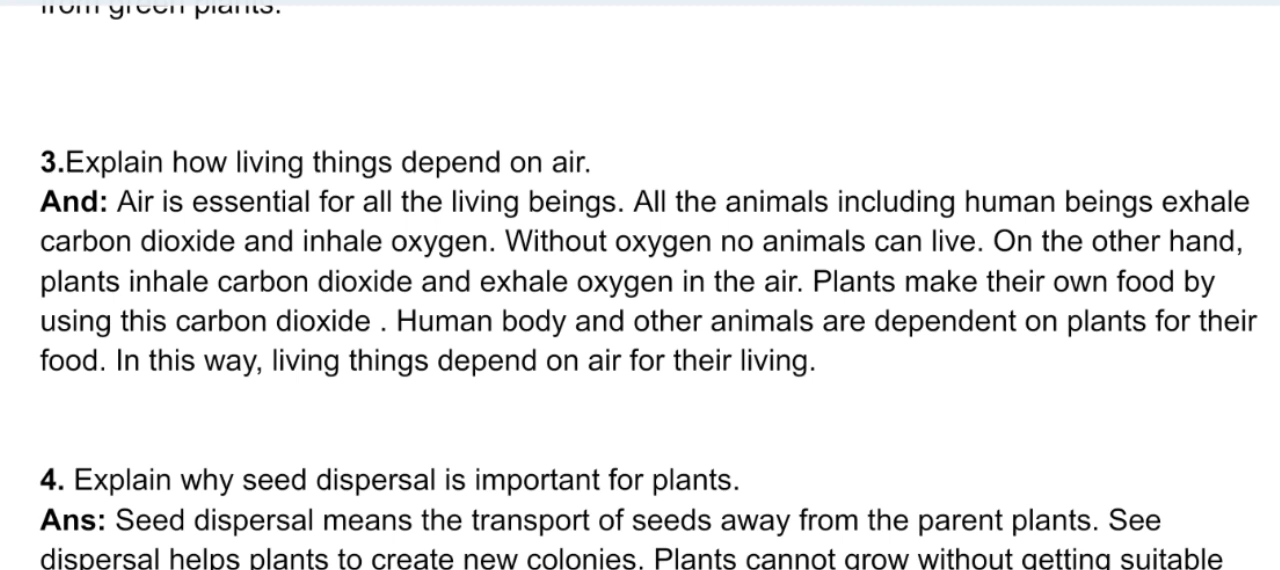 from green plants.
3.Explain how living things depend on air.
And: Air is essential for all the living beings. All the animals including human beings exhale
carbon dioxide and inhale oxygen. Without oxygen no animals can live. On the other hand,
plants inhale carbon dioxide and exhale oxygen in the air. Plants make their own food by
using this carbon dioxide . Human body and other animals are dependent on plants for their
food. In this way, living things depend on air for their living.
4. Explain why seed dispersal is important for plants.
Ans: Seed dispersal means the transport of seeds away from the parent plants. See
dispersal helps plants to create new colonies. Plants cannot grow without getting suitable